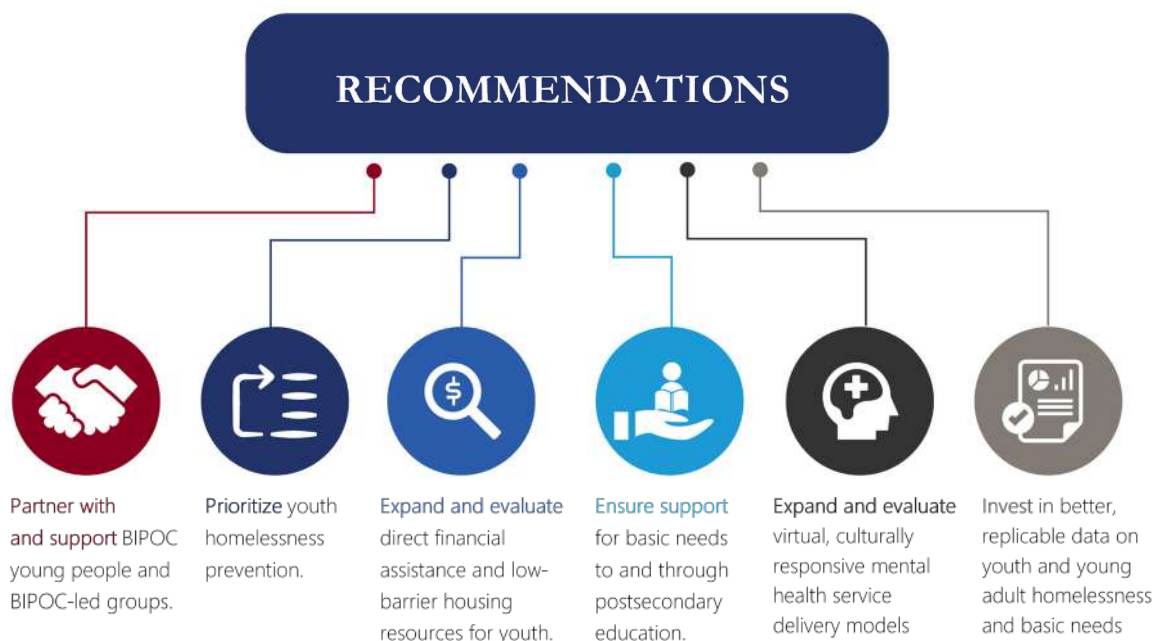 RECOMMENDATIONS
$
Partner with
and support BIPOC
young people and
BIPOC-led groups.
Prioritize youth
homelessness
prevention.
Expand and evaluate
direct financial
assistance and low-
barrier housing
resources for youth.
Ensure support
for basic needs
to and through
postsecondary
education.
Expand and evaluate
virtual, culturally
responsive mental
health service
delivery models
Invest in better,
replicable data on
youth and young
adult homelessness
and basic needs